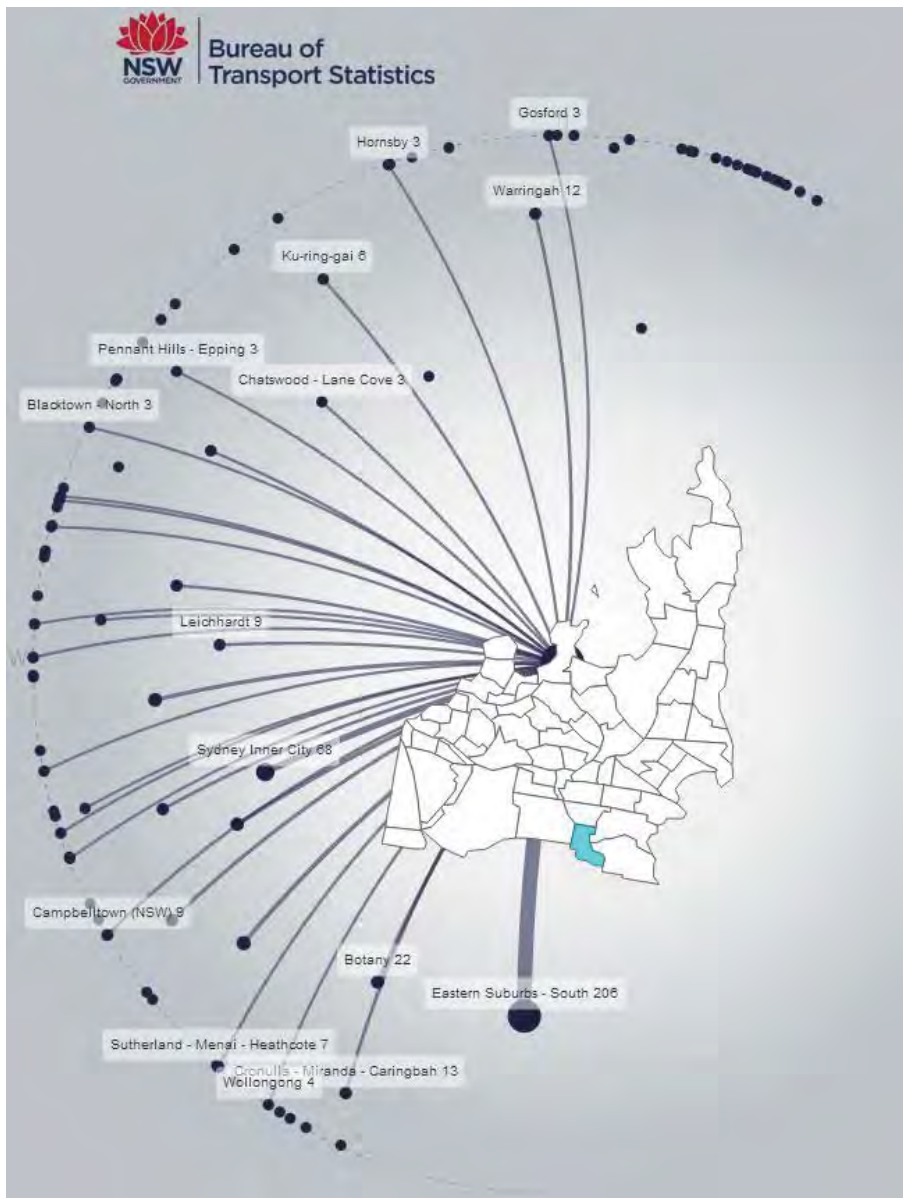 NSW
GOVERNMENT
Bureau of
Transport Statistics
Gosford 3
Hornsby 3
Warringah 12
Ku-ring-gai 6
Pennant Hills - Epping 3
Chatswood - Lane Cove 3
Blacktown - North 3
Leichhardt 9
W
Sydney Inner City 68
Campbelltown (NSW) 9
Botany 22
Eastern Suburbs - South 206
Sutherland - Menai - Heathcote 7
Cronulla - Miranda - Caringbah 13
Wollongong 4